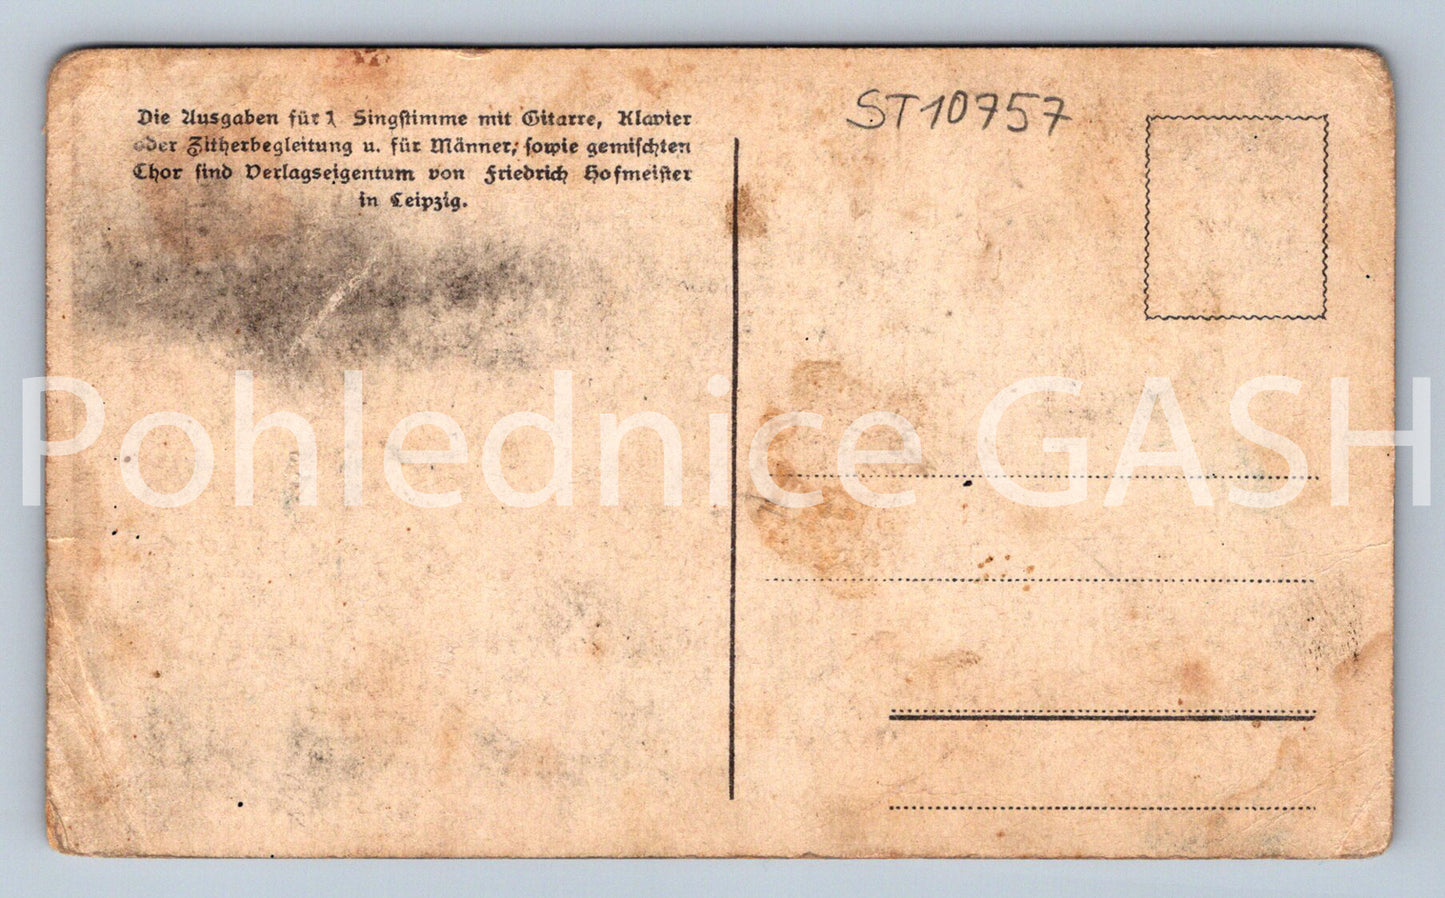 Die Ausgaben für 1 Singstimme mit Gitarre, Klavier
oder Zitherbegleitung u. für Männer, sowie gemischten
Chor sind Verlagseigentum von Friedrich Hofmeister
in Leipzig.
ST10757
Pohlednice GASH